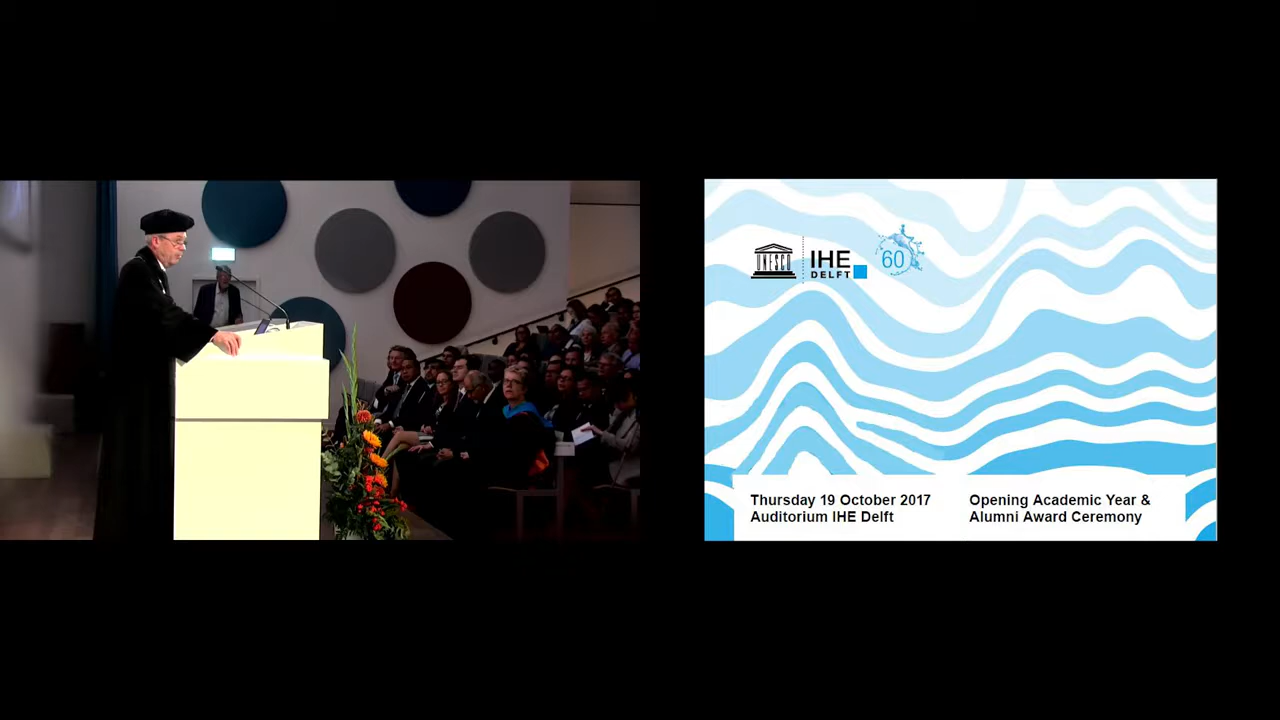 UNESCO
IHE
DELFT
60
Thursday 19 October 2017
Auditorium IHE Delft
Opening Academic Year &
Alumni Award Ceremony